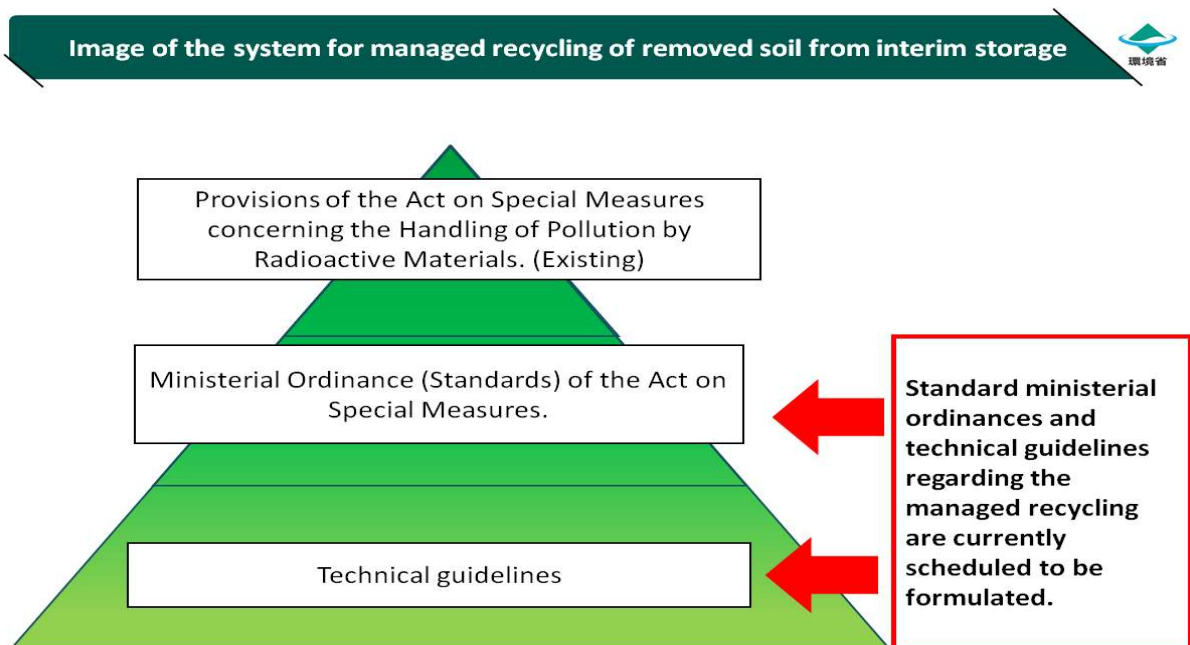 Image of the system for managed recycling of removed soil from interim storage
環境省
Provisions of the Act on Special Measures
concerning the Handling of Pollution by
Radioactive Materials. (Existing)
Ministerial Ordinance (Standards) of the Act on
Special Measures.
Standard ministerial
ordinances and
technical guidelines
regarding the
managed recycling
are currently
scheduled to be
formulated.
Technical guidelines